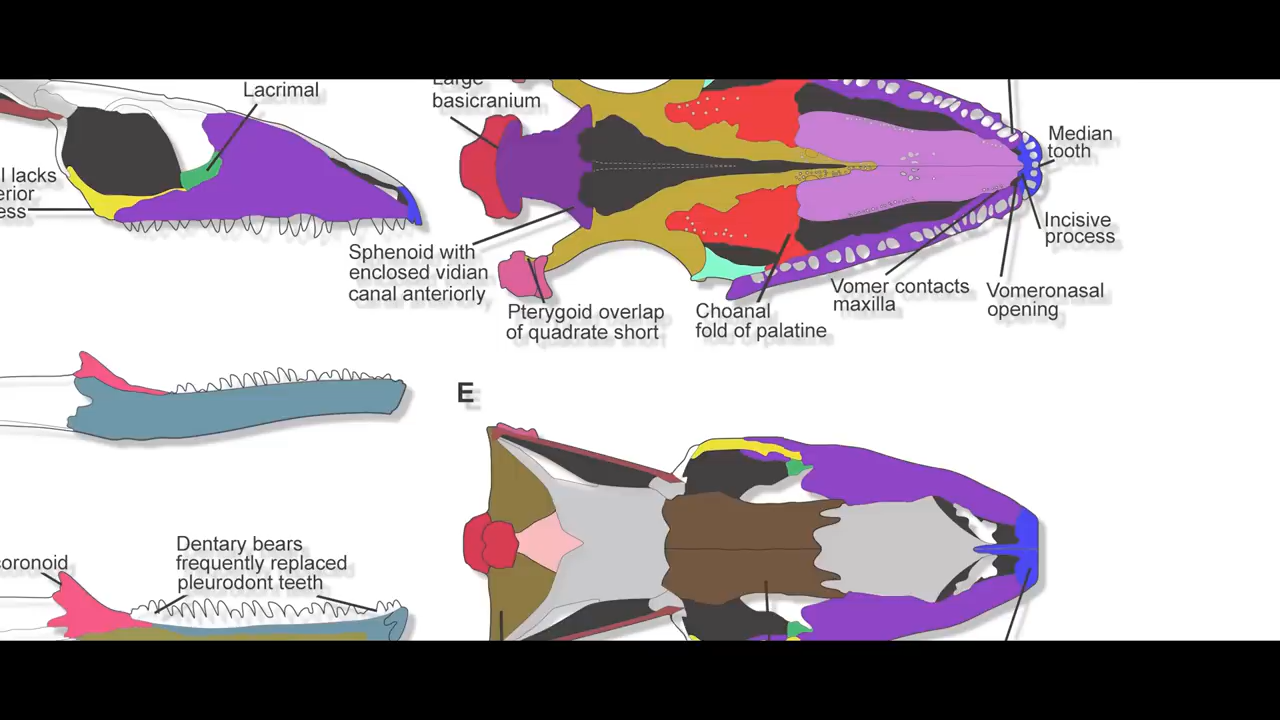 Lacrimal
Large
basicranium
Median
tooth
l lacks
erior
ess
Incisive
process
Sphenoid with
enclosed vidian
canal anteriorly
Vomer contacts
maxilla
Vomeronasal
opening
Pterygoid overlap
of quadrate short
Choanal
fold of palatine
E
Dentary bears
frequently replaced
pleurodont teeth
oronoid